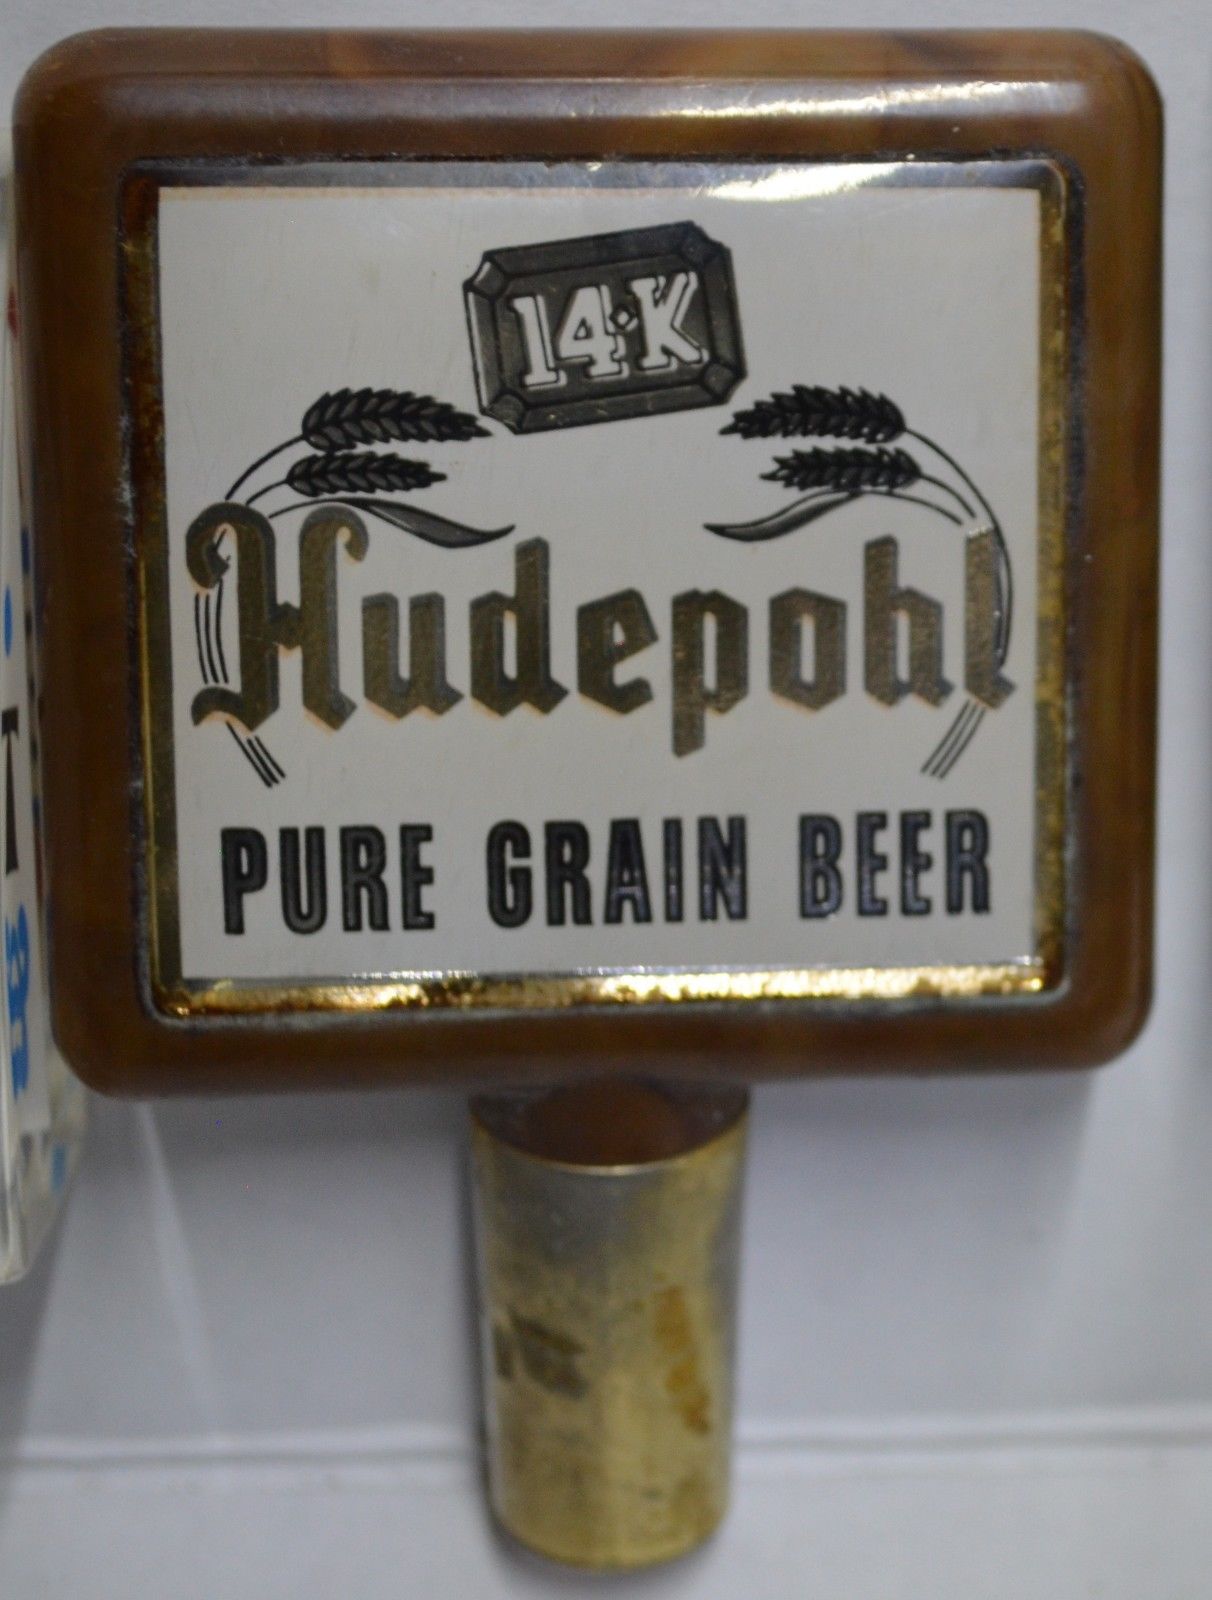 14·K
Hudepohl
PURE GRAIN BEER
T